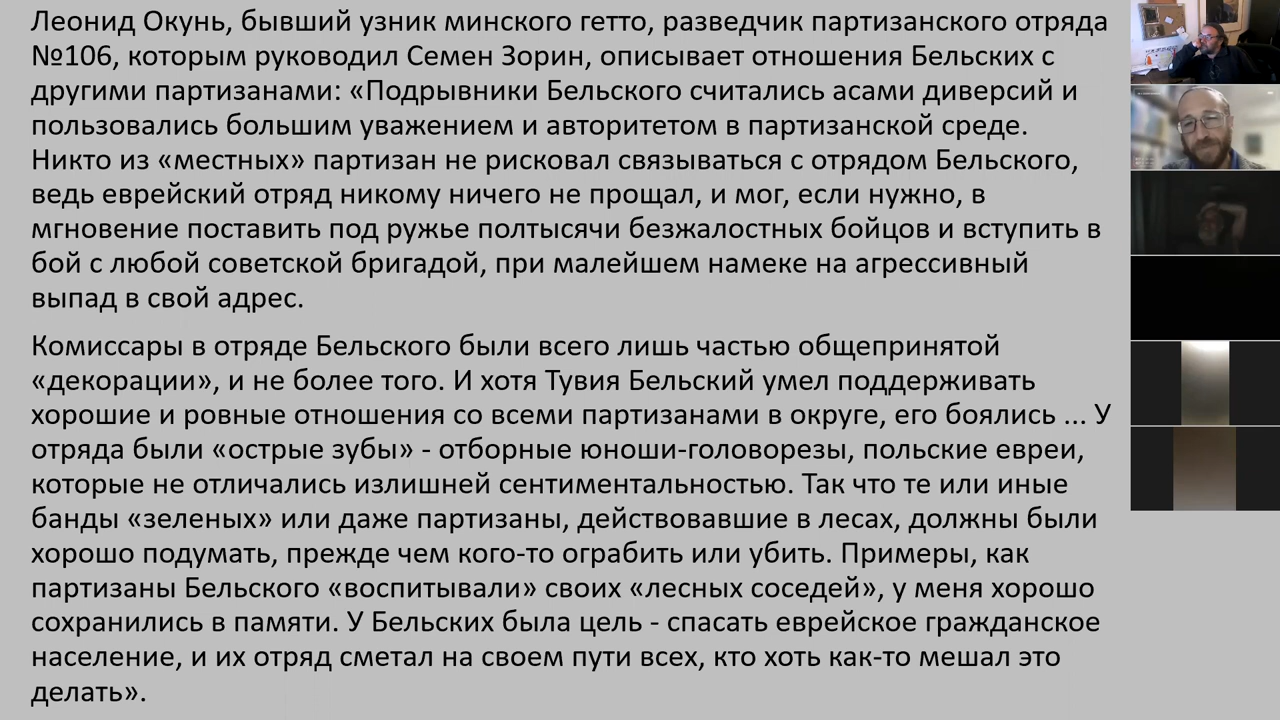 Леонид Окунь, бывший узник минского гетто, разведчик партизанского отряда
№106, которым руководил Семен Зорин, описывает отношения Бельских с
другими партизанами: «Подрывники Бельского считались асами диверсий и
пользовались большим уважением и авторитетом в партизанской среде.
Никто из «местных» партизан не рисковал связываться с отрядом Бельского,
ведь еврейский отряд никому ничего не прощал, и мог, если нужно, в
мгновение поставить под ружье полтысячи безжалостных бойцов и вступить в
бой с любой советской бригадой, при малейшем намеке на агрессивный
выпад в свой адрес.
Комиссары в отряде Бельского были всего лишь частью общепринятой
«декорации», и не более того. И хотя Тувия Бельский умел поддерживать
хорошие и ровные отношения со всеми партизанами в округе, его боялись ... У
отряда были «острые зубы» - отборные юноши-головорезы, польские евреи,
которые не отличались излишней сентиментальностью. Так что те или иные
банды «зеленых» или даже партизаны, действовавшие в лесах, должны были
хорошо подумать, прежде чем кого-то ограбить или убить. Примеры, как
партизаны Бельского «воспитывали» своих «лесных соседей», у меня хорошо
сохранились в памяти. У Бельских была цель - спасать еврейское гражданское
население, и их отряд сметал на своем пути всех, кто хоть как-то мешал это
делать».